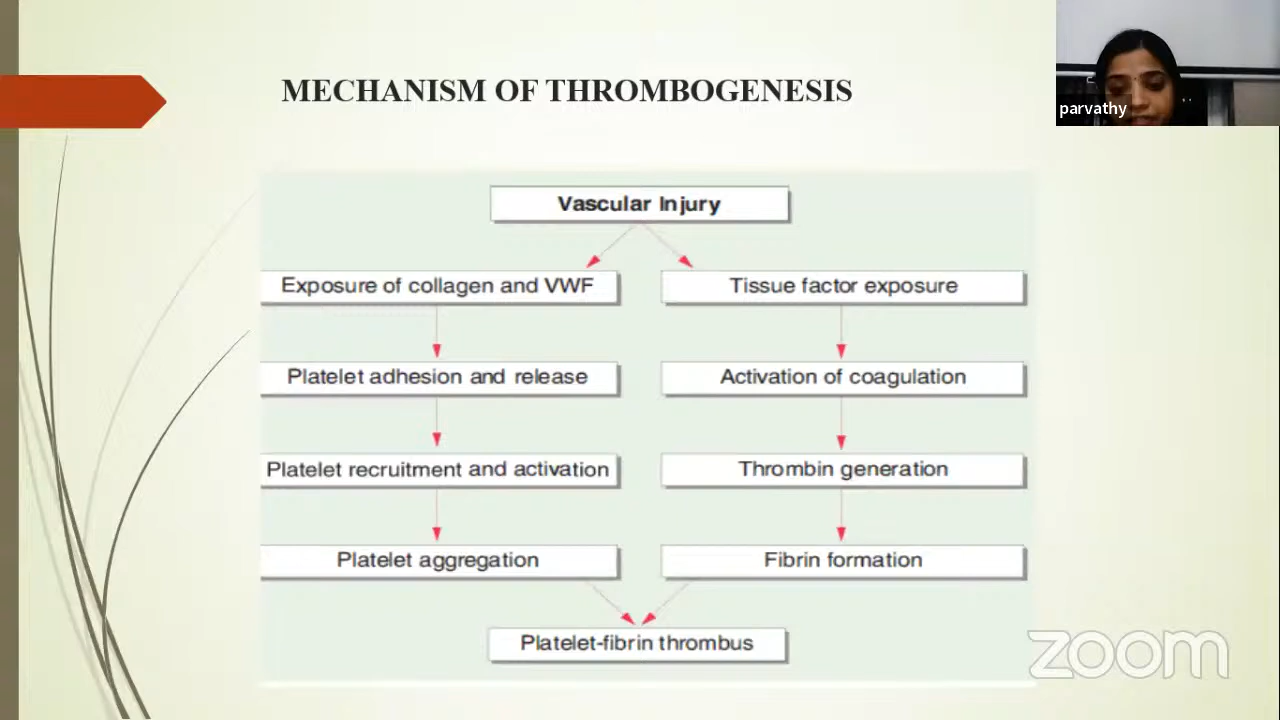 MECHANISM OF THROMBOGENESIS
parvathy
Vascular Injury
Exposure of collagen and VWF
Tissue factor exposure
Platelet adhesion and release
Activation of coagulation
Platelet recruitment and activation
Thrombin generation
Platelet aggregation
Fibrin formation
Platelet-fibrin thrombus
zoom